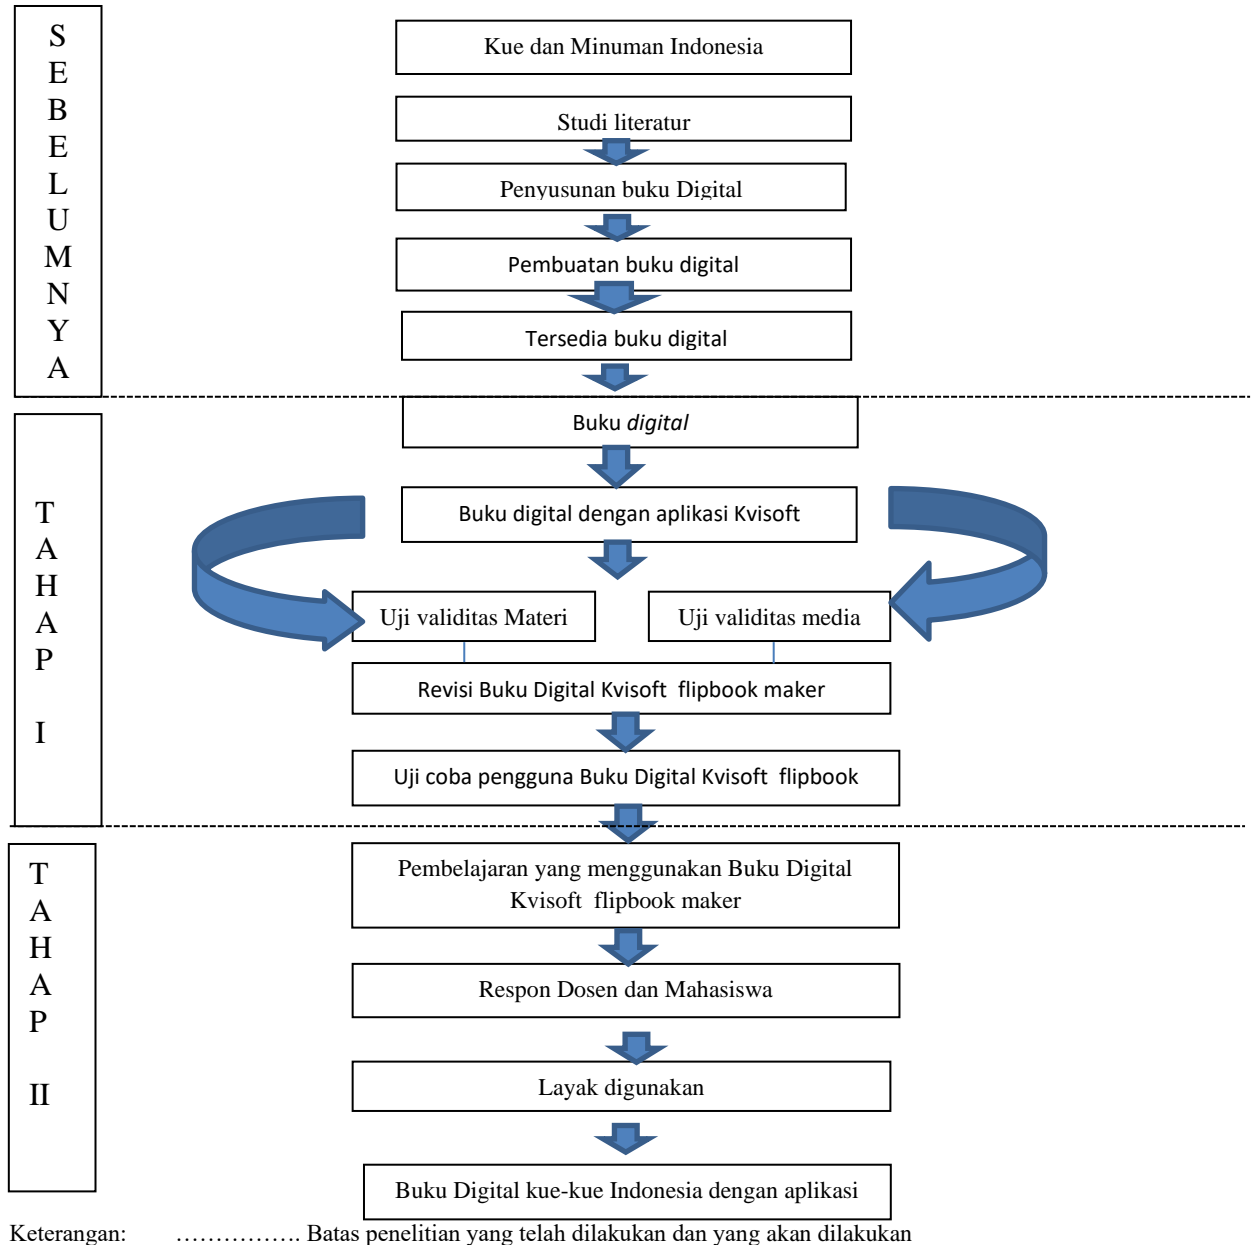 SEBELUMNYA
Kue dan Minuman Indonesia
Studi literatur
Penyusunan buku Digital
Pembuatan buku digital
Tersedia buku digital
TAHAP I
Buku digital
Buku digital dengan aplikasi Kvisoft
Uji validitas Materi
Uji validitas media
Revisi Buku Digital Kvisoft flipbook maker
Uji coba pengguna Buku Digital Kvisoft flipbook
TAHAP II
Pembelajaran yang menggunakan Buku Digital
Kvisoft flipbook maker
Respon Dosen dan Mahasiswa
Layak digunakan
Buku Digital kue-kue Indonesia dengan aplikasi
Keterangan: ……………. Batas penelitian yang telah dilakukan dan yang akan dilakukan